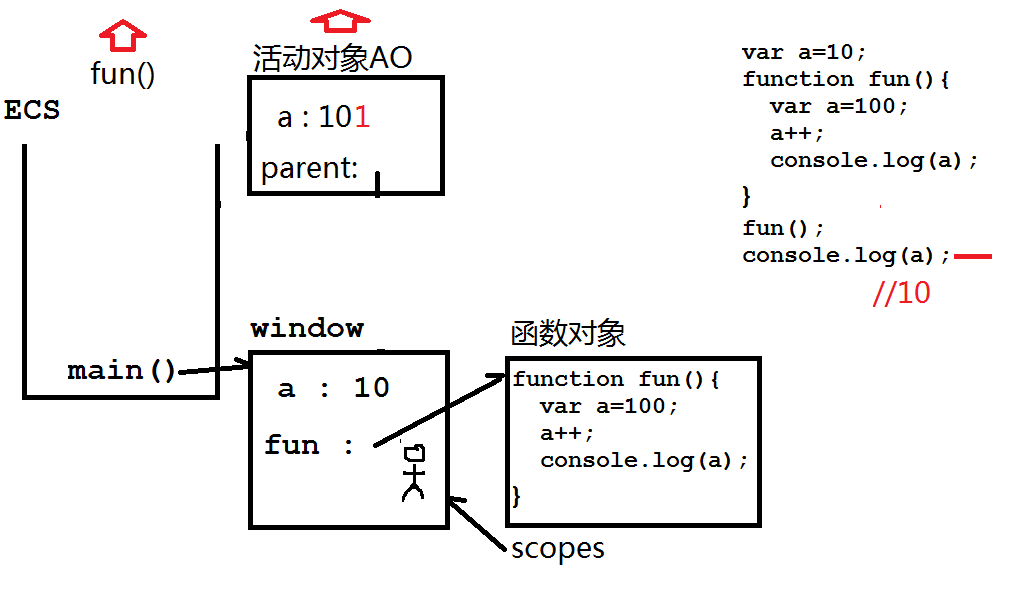 fun()
ECS
活动对象AO
a : 101
parent:
var a=10;
function fun(){
var a=100;
a++;
console.log(a);
}
fun();
console.log(a);
//10
main()
window
a : 10
fun :
函数对象
function fun(){
var a=100;
a++;
console.log(a);
}
scopes